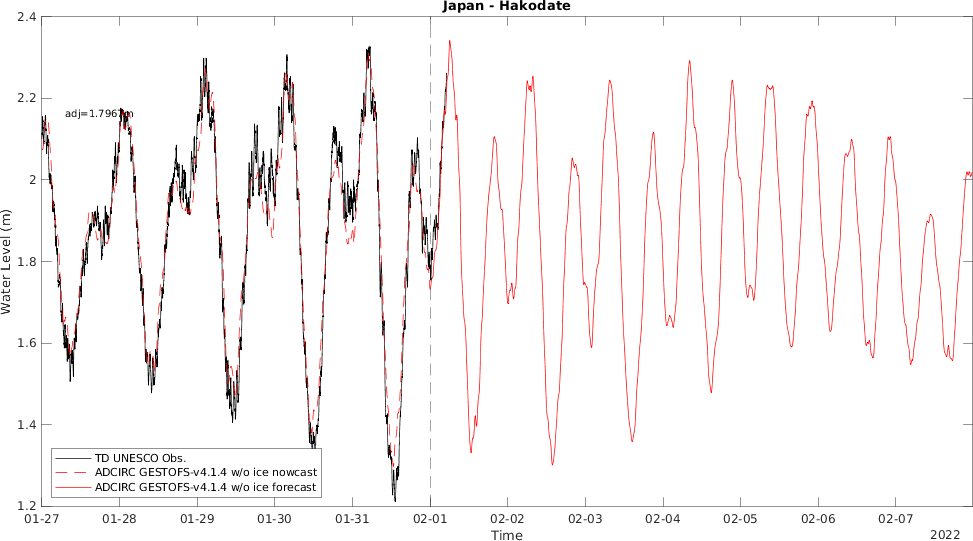 Japan - Hakodate
2.4
2.2
2
1.8
1.6
1.4
1.2
Water Level (m)
TD UNESCO Obs.
ADCIRC GESTOFS-v4.1.4 w/o ice nowcast
ADCIRC GESTOFS-v4.1.4 w/o ice forecast
01-27 01-28 01-29 01-30 01-31 02-01 02-02 02-03 02-04 02-05 02-06 02-07
Time
2022